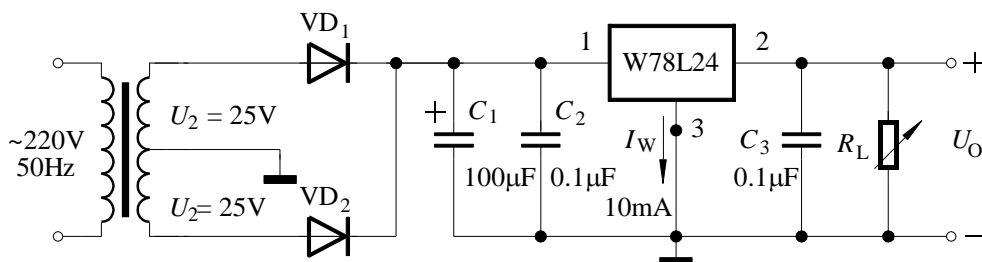 VD1
1
W78L24
2
+
U2 = 25V
+
C1
C2
3
IW
C3
RL
UO
~220V
50Hz
100μF
0.1μF
0.1μF
U2 = 25V
VD2
10mA
−